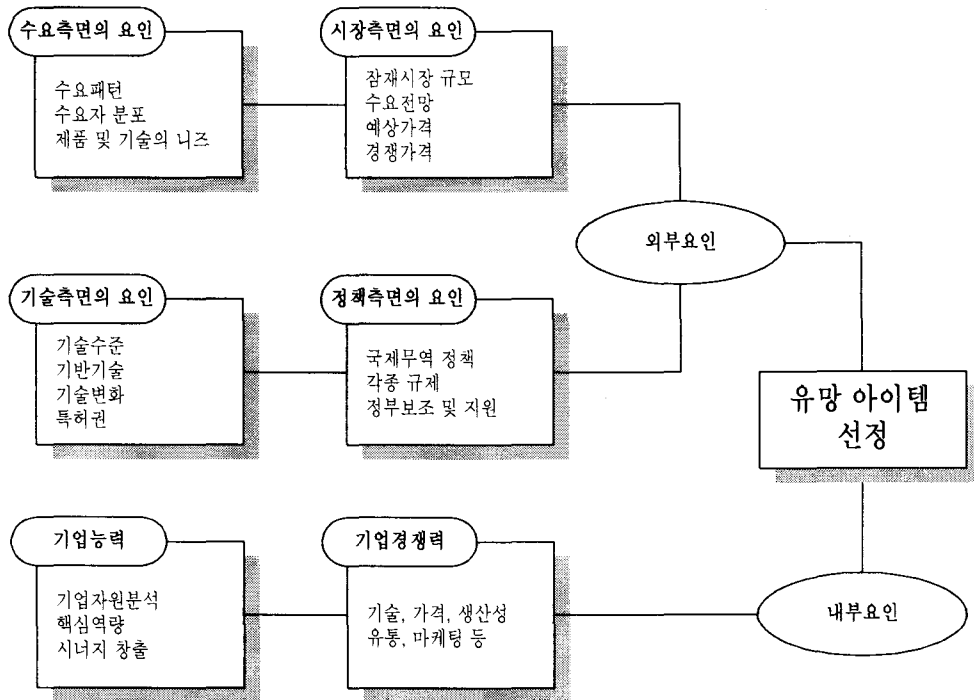 수요측면의 요인
수요패턴
수요자 분포
제품 및 기술의 니즈
시장측면의 요인
잠재시장 규모
수요전망
예상가격
경쟁가격
외부요인
기술측면의 요인
기술수준
기반기술
기술변화
특허권
정책측면의 요인
국제무역 정책
각종 규제
정부보조 및 지원
유망 아이템
선정
기업능력
기업자원분석
핵심역량
시너지 창출
기업경쟁력
기술, 가격, 생산성
유통, 마케팅 등
내부요인